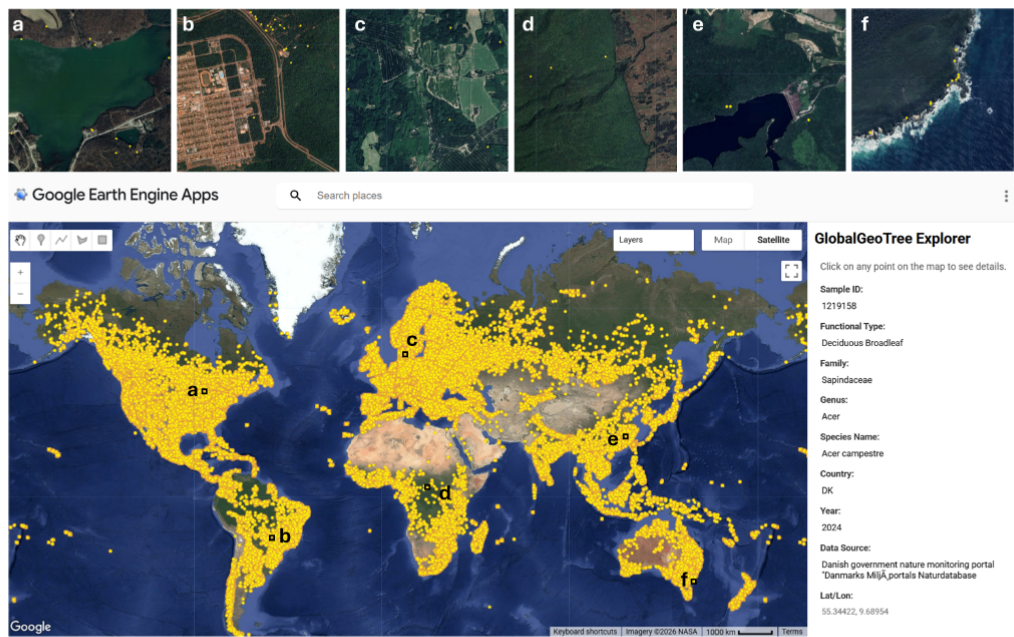 a
b
c
d
e
f
Google Earth Engine Apps
Search places
Layers
Map
Satellite
+
−
a
b
c
d
e
f
Google
Keyboard shortcuts
Imagery ©2026 NASA
1000 km
Terms
GlobalGeoTree Explorer
Click on any point on the map to see details.
Sample ID:
1219158
Functional Type:
Deciduous Broadleaf
Family:
Sapindaceae
Genus:
Acer
Species Name:
Acer campestre
Country:
DK
Year:
2024
Data Source:
Danish government nature monitoring portal
"Danmarks MiljÃ¸portals Naturdatabase
Lat/Lon:
55.34422, 9.68954